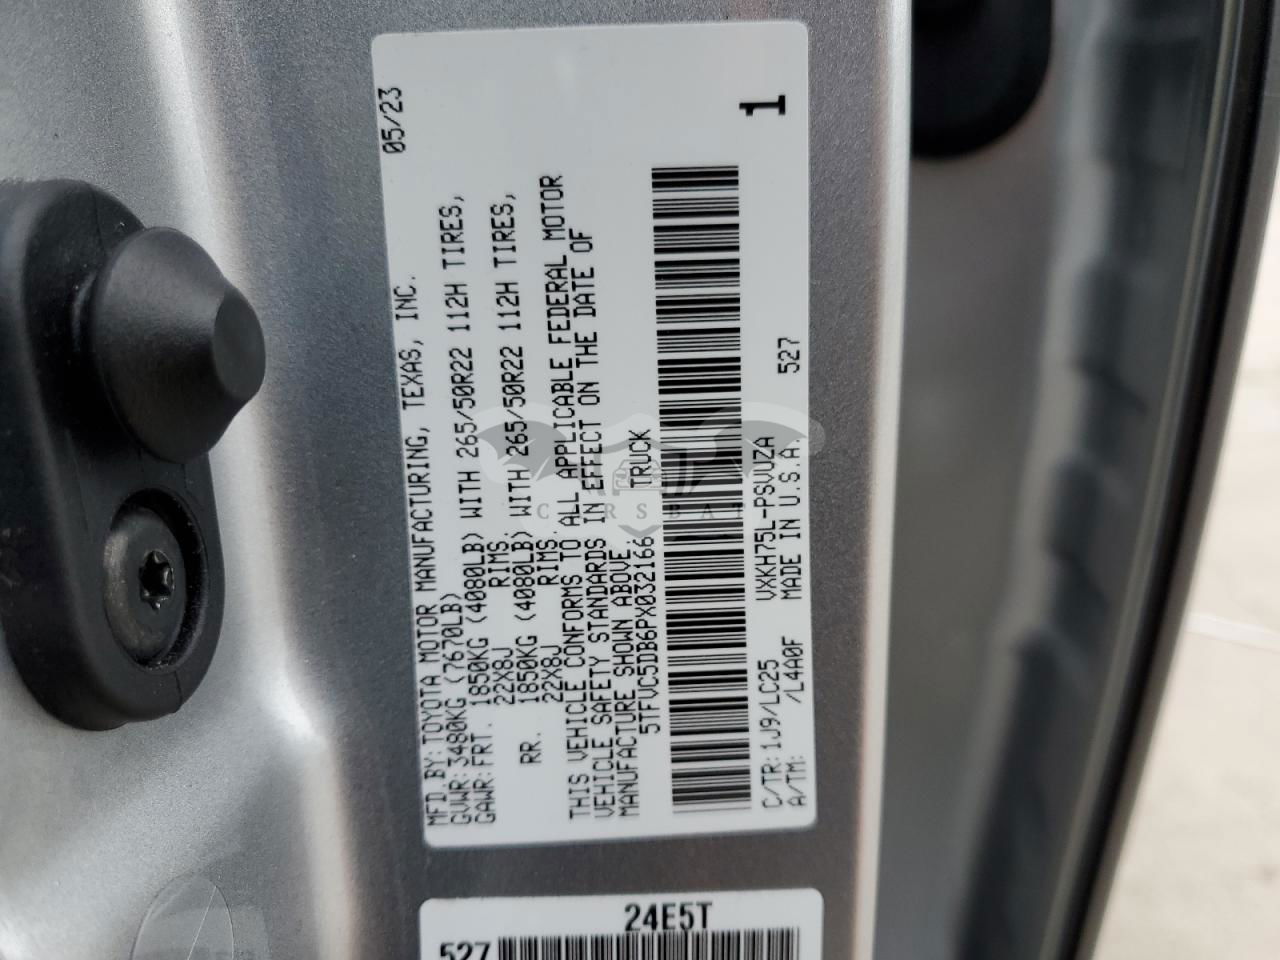 05/23
MFD.BY:TOYOTA MOTOR MANUFACTURING, TEXAS, INC.
GVWR:3480KG (7670LB)
GAWR:FRT. 1850KG (4080LB) WITH 265/50R22 112H TIRES,
22X8J RIMS.
RR. 1850KG (4080LB) WITH 265/50R22 112H TIRES,
22X8J RIMS.
THIS VEHICLE CONFORMS TO ALL APPLICABLE FEDERAL MOTOR
VEHICLE SAFETY STANDARDS IN EFFECT ON THE DATE OF
MANUFACTURE SHOWN ABOVE.
5TFVC5DB6PX032166 TRUCK
1
C/TR:1J9/LC25 VXKH75L-PSVUZA
A/TM: /L4A0F MADE IN U.S.A. 527
24E5T
527